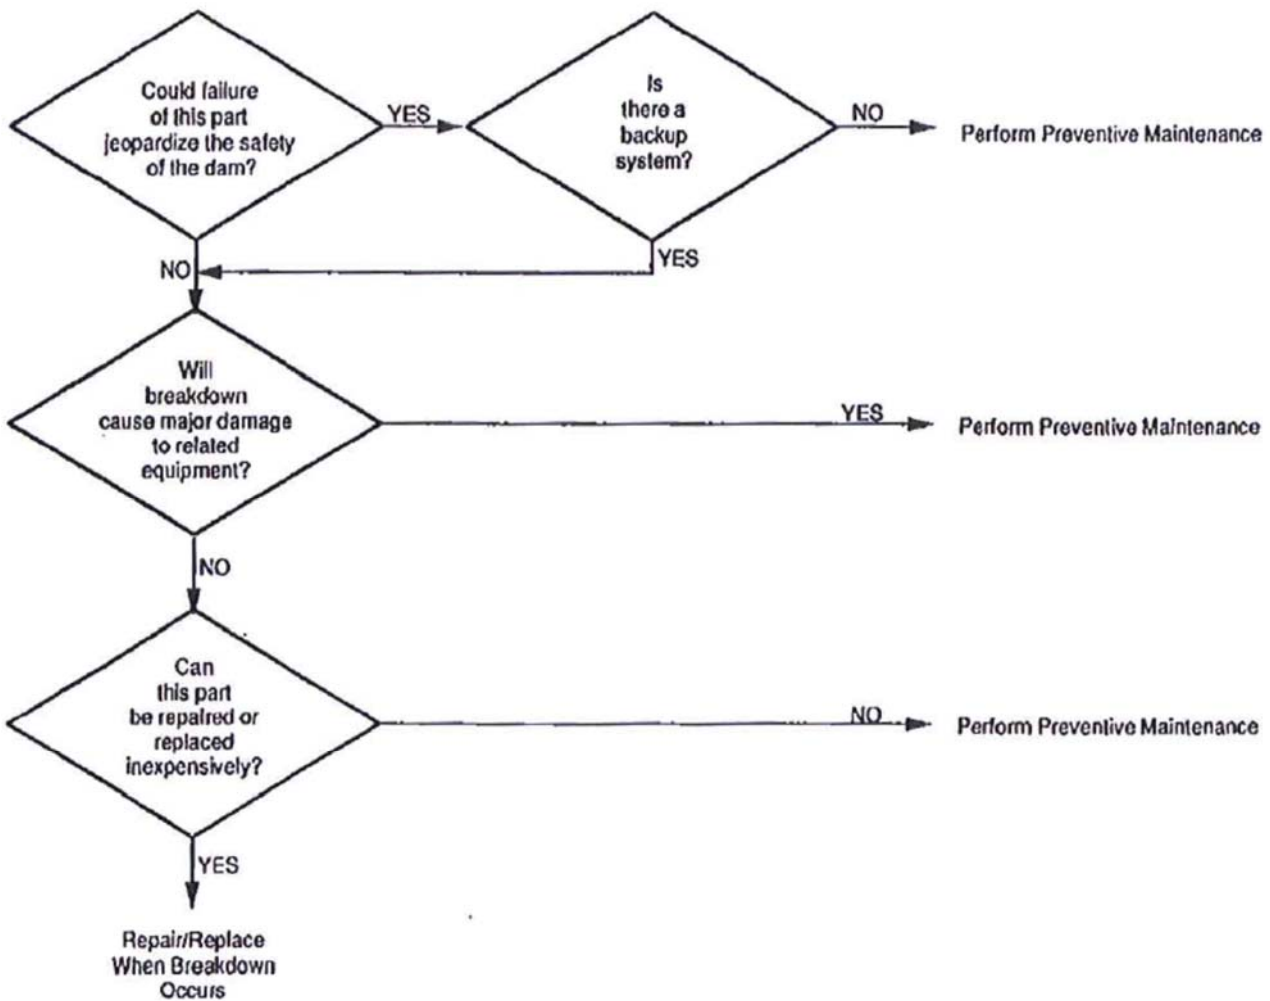 Could failure
of this part
jeopardize the safety
of the dam?
YES
Is
there a
backup
system?
NO
Perform Preventive Maintenance
YES
NO
Will
breakdown
cause major damage
to related
equipment?
YES
Perform Preventive Maintenance
NO
Can
this part
be repaired or
replaced
inexpensively?
NO
Perform Preventive Maintenance
YES
Repair/Replace
When Breakdown
Occurs